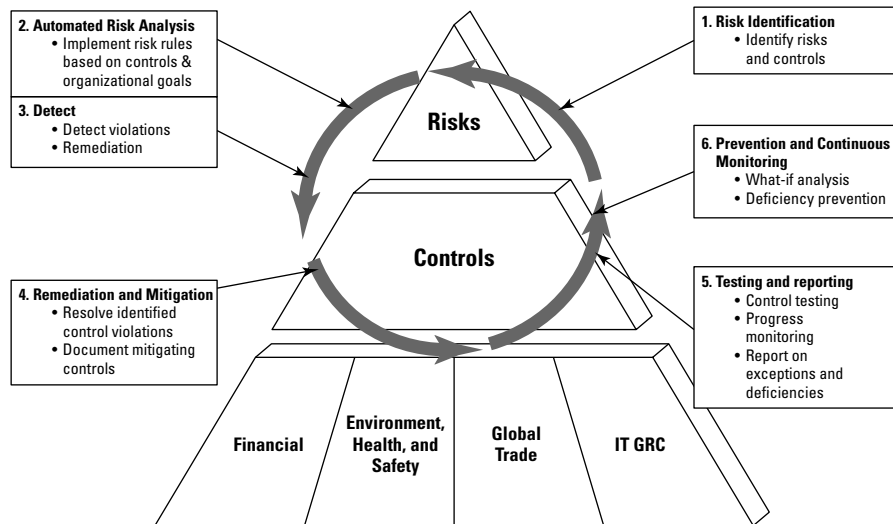 2. Automated Risk Analysis
• Implement risk rules
based on controls &
organizational goals
3. Detect
• Detect violations
• Remediation
1. Risk Identification
• Identify risks
and controls
Risks
6. Prevention and Continuous
Monitoring
• What-if analysis
• Deficiency prevention
Controls
4. Remediation and Mitigation
• Resolve identified
control violations
• Document mitigating
controls
5. Testing and reporting
• Control testing
• Progress
monitoring
• Report on
exceptions and
deficiencies
Financial
Environment,
Health, and
Safety
Global
Trade
IT GRC